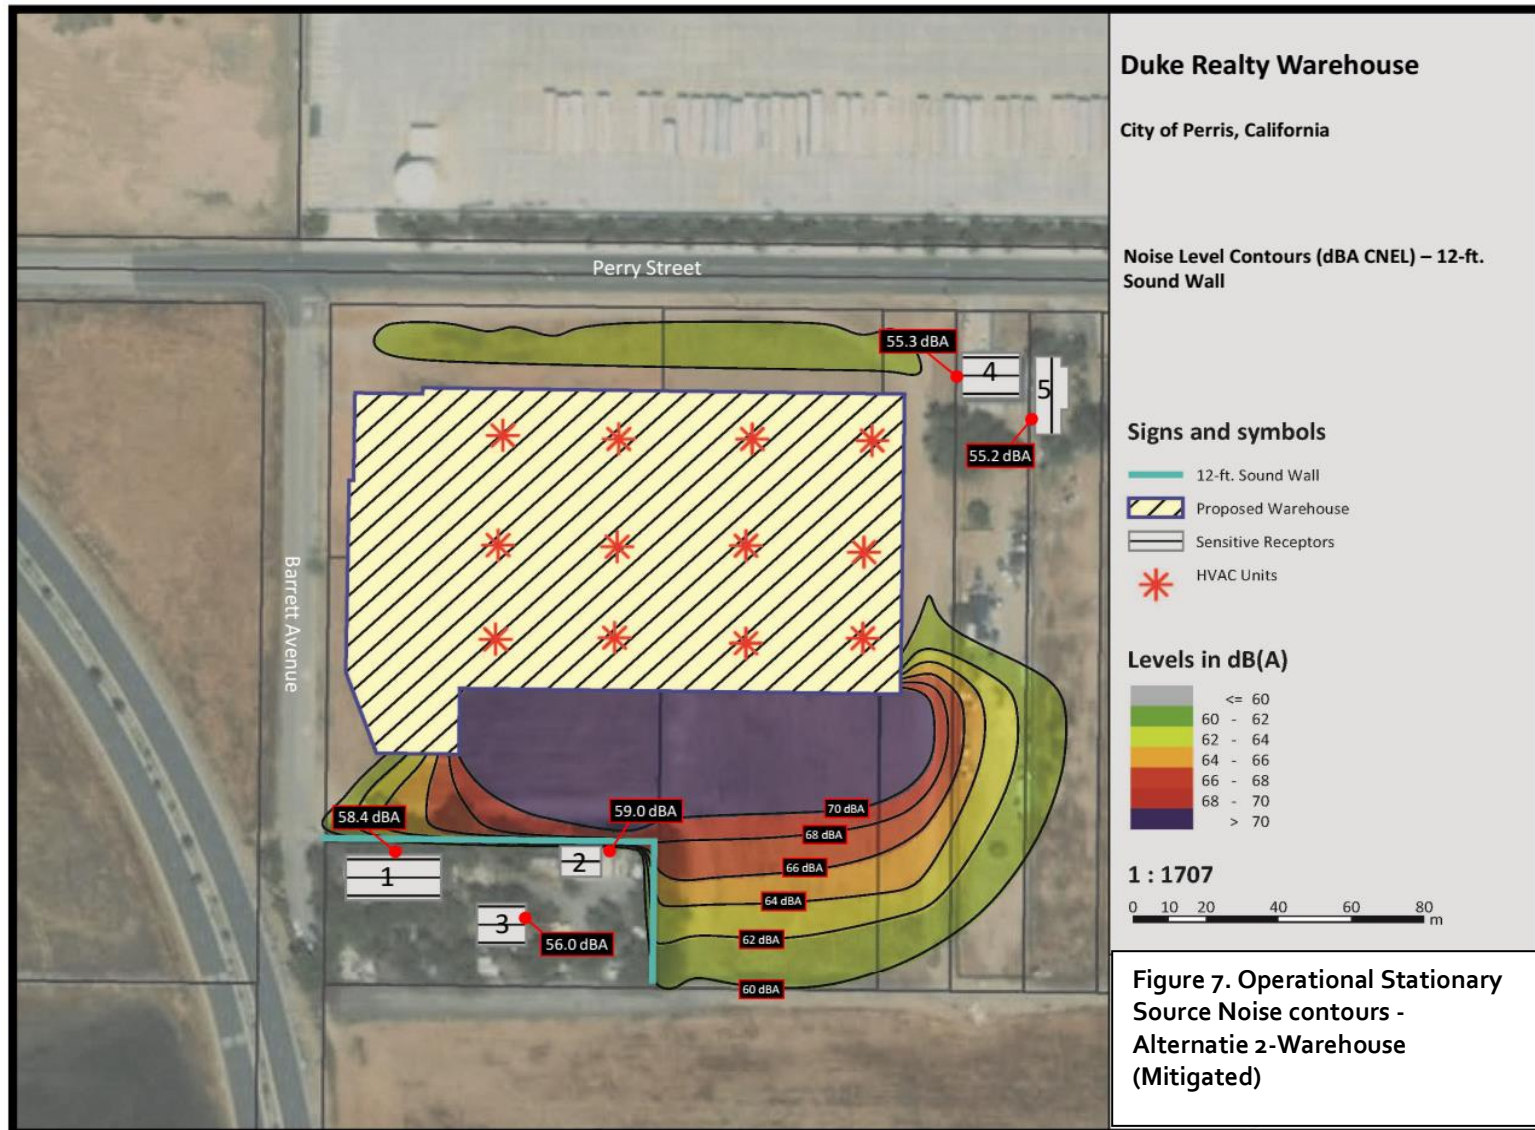 Duke Realty Warehouse
City of Perris, California
Noise Level Contours (dBA CNEL) – 12-ft.
Sound Wall
Signs and symbols
12-ft. Sound Wall
Proposed Warehouse
Sensitive Receptors
HVAC Units
Levels in dB(A)
<= 60
60 - 62
62 - 64
64 - 66
66 - 68
68 - 70
> 70
1 : 1707
0 10 20 40 60 80
m
Figure 7. Operational Stationary
Source Noise contours -
Alternatie 2-Warehouse
(Mitigated)
Perry Street
Barrett Avenue
55.3 dBA
4
5
55.2 dBA
58.4 dBA
59.0 dBA
1
2
3
56.0 dBA
70 dBA
68 dBA
66 dBA
64 dBA
62 dBA
60 dBA